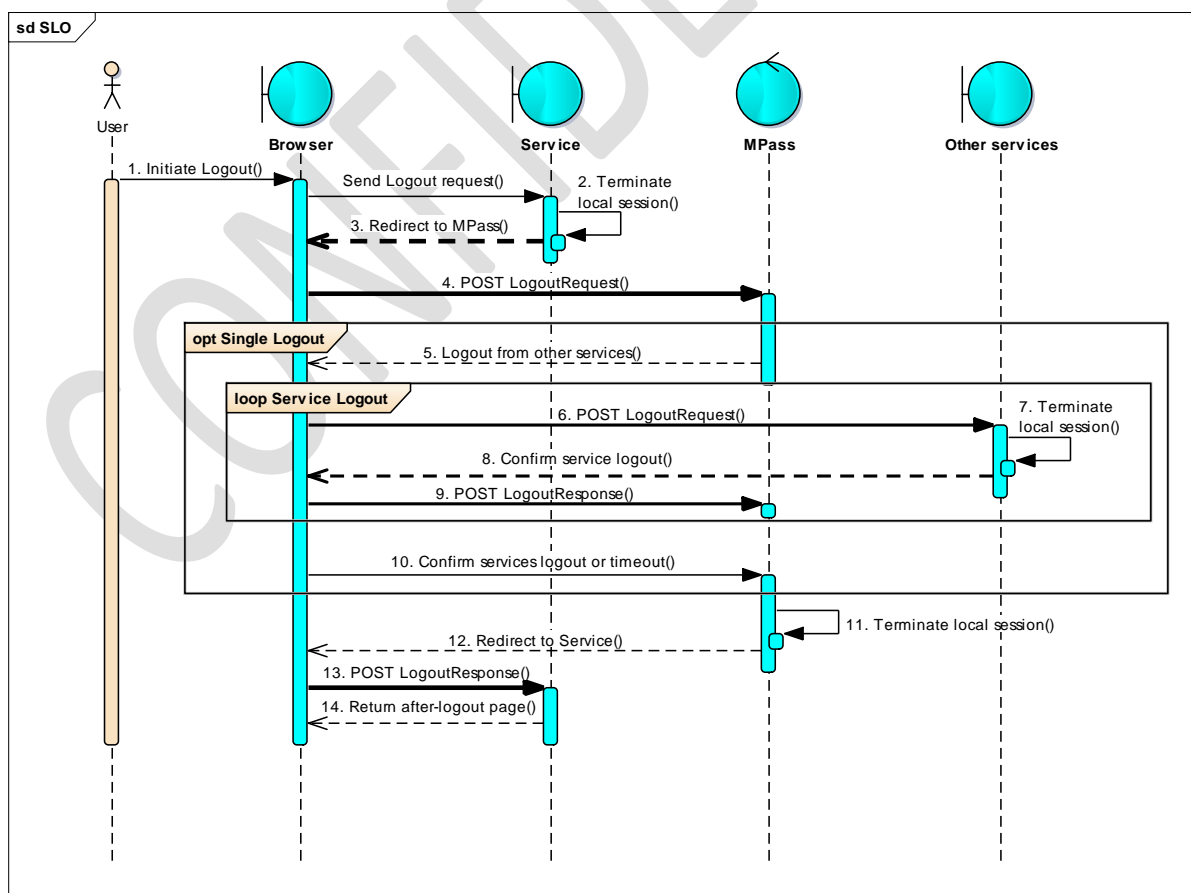 sd SLO
User
Browser
Service
MPass
Other services
1. Initiate Logout()
Send Logout request()
2. Terminate
local session()
3. Redirect to MPass()
4. POST LogoutRequest()
opt Single Logout
5. Logout from other services()
loop Service Logout
6. POST LogoutRequest()
7. Terminate
local session()
8. Confirm service logout()
9. POST LogoutResponse()
10. Confirm services logout or timeout()
11. Terminate local session()
12. Redirect to Service()
13. POST LogoutResponse()
14. Return after-logout page()
CONFIDE